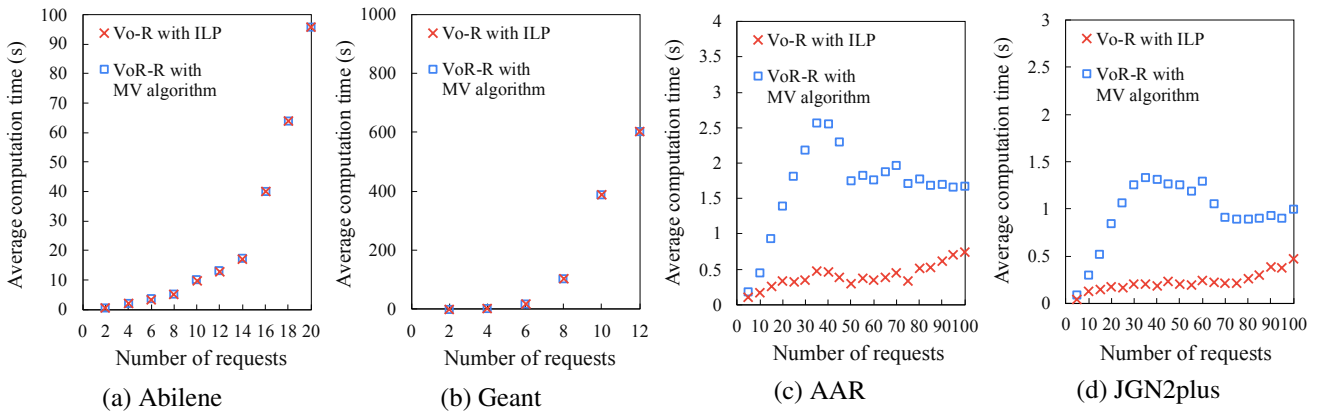 Average computation time (s)
100
90
80
70
60
50
40
30
20
10
0
Vo-R with ILP
VoR-R with
MV algorithm
0 2 4 6 8 10 12 14 16 18 20
Number of requests
(a) Abilene
Average computation time (s)
1000
800
600
400
200
0
Vo-R with ILP
VoR-R with
MV algorithm
0 2 4 6 8 10 12
Number of requests
(b) Geant
Average computation time (s)
4
3.5
3
2.5
2
1.5
1
0.5
0
Vo-R with ILP
VoR-R with
MV algorithm
0 10 20 30 40 50 60 70 80 90 100
Number of requests
(c) AAR
Average computation time (s)
3
2.5
2
1.5
1
0.5
0
Vo-R with ILP
VoR-R with
MV algorithm
0 10 20 30 40 50 60 70 80 90 100
Number of requests
(d) JGN2plus